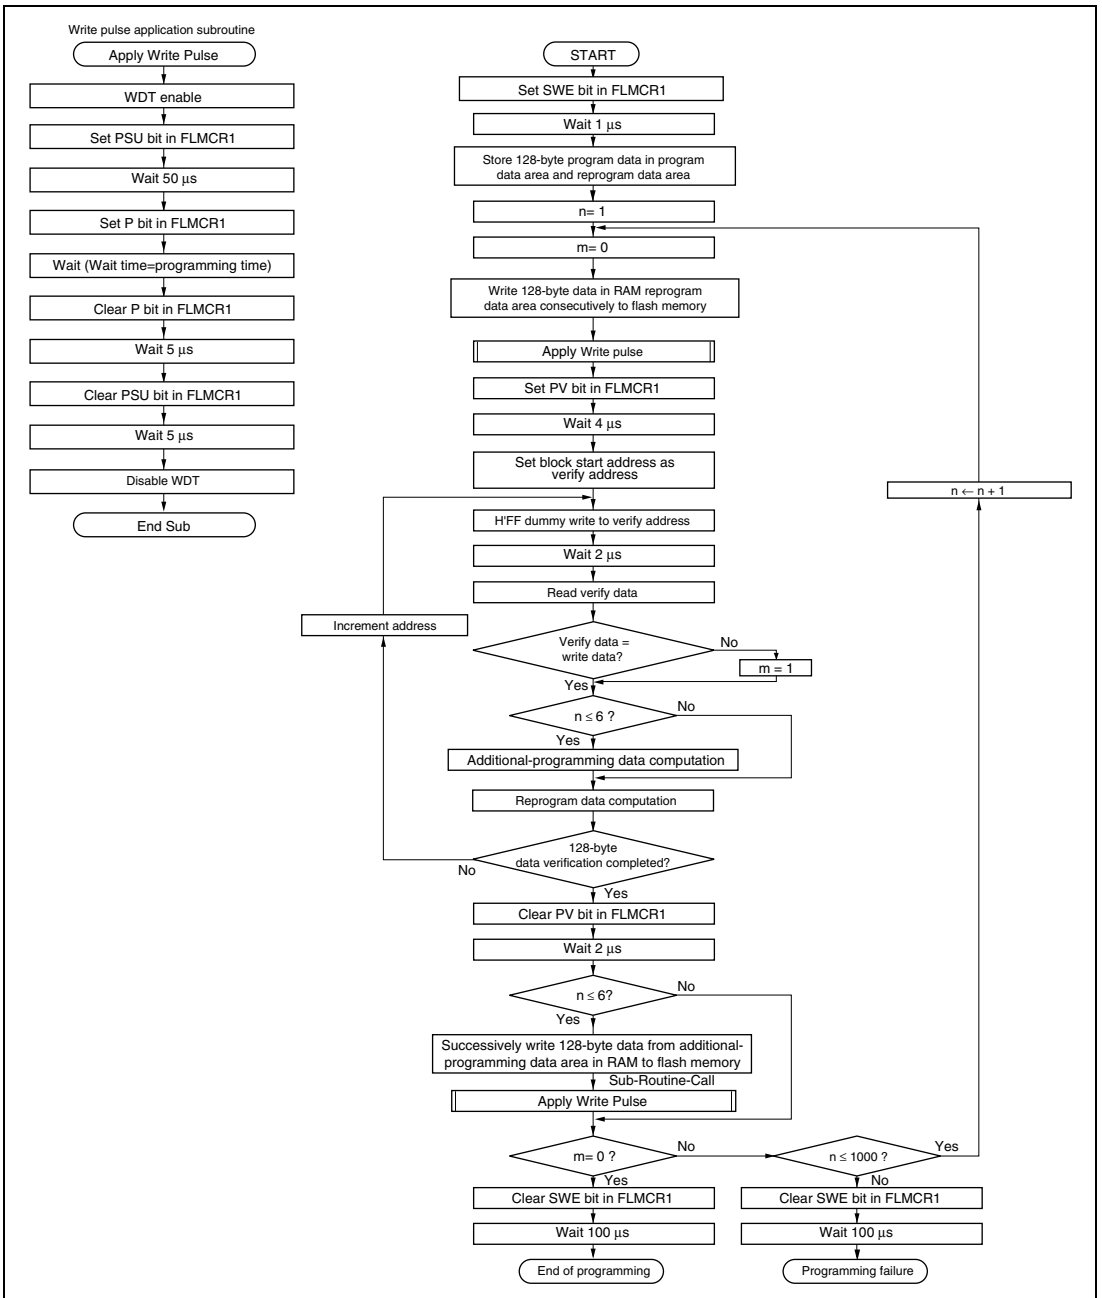 Write pulse application subroutine
Apply Write Pulse
WDT enable
Set PSU bit in FLMCR1
Wait 50 μs
Set P bit in FLMCR1
Wait (Wait time=programming time)
Clear P bit in FLMCR1
Wait 5 μs
Clear PSU bit in FLMCR1
Wait 5 μs
Disable WDT
End Sub
START
Set SWE bit in FLMCR1
Wait 1 μs
Store 128-byte program data in program
data area and reprogram data area
n= 1
m= 0
Write 128-byte data in RAM reprogram
data area consecutively to flash memory
Apply Write pulse
Set PV bit in FLMCR1
Wait 4 μs
Set block start address as
verify address
n ← n + 1
H'FF dummy write to verify address
Wait 2 μs
Read verify data
Increment address
Verify data =
write data?
No
m = 1
Yes
n ≤ 6 ?
No
Yes
Additional-programming data computation
Reprogram data computation
128-byte
data verification completed?
No
Yes
Clear PV bit in FLMCR1
Wait 2 μs
n ≤ 6?
No
Yes
Successively write 128-byte data from additional-
programming data area in RAM to flash memory
Sub-Routine-Call
Apply Write Pulse
m= 0 ?
No
n ≤ 1000 ?
Yes
Yes
No
Clear SWE bit in FLMCR1
Clear SWE bit in FLMCR1
Wait 100 μs
Wait 100 μs
End of programming
Programming failure